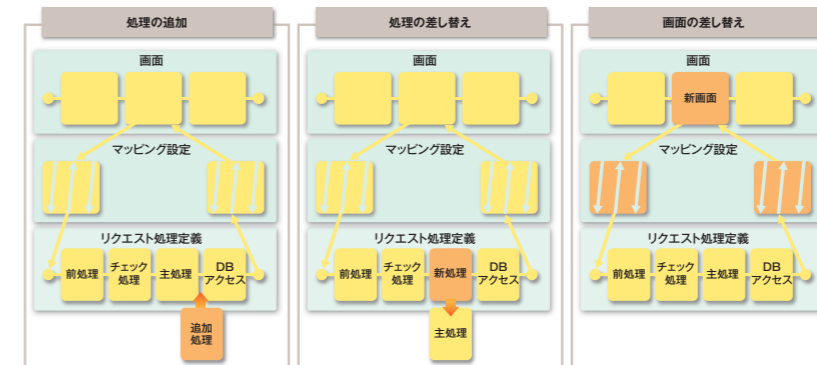 処理の追加
画面
マッピング設定
リクエスト処理定義
前処理
チェック
処理
主処理
DB
アクセス
追加
処理
処理の差し替え
画面
マッピング設定
リクエスト処理定義
前処理
チェック
処理
新処理
DB
アクセス
主処理
画面の差し替え
画面
新画面
マッピング設定
リクエスト処理定義
前処理
チェック
処理
主処理
DB
アクセス